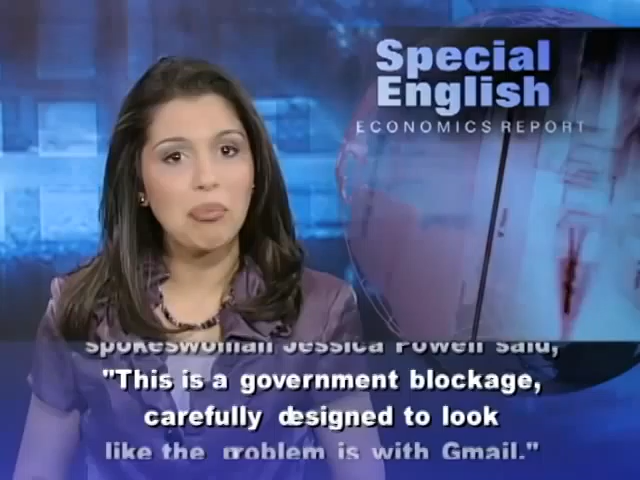 Special
English
ECONOMICS REPORT
spokeswoman Jessica Powell said,
"This is a government blockage,
carefully designed to look
like the problem is with Gmail."